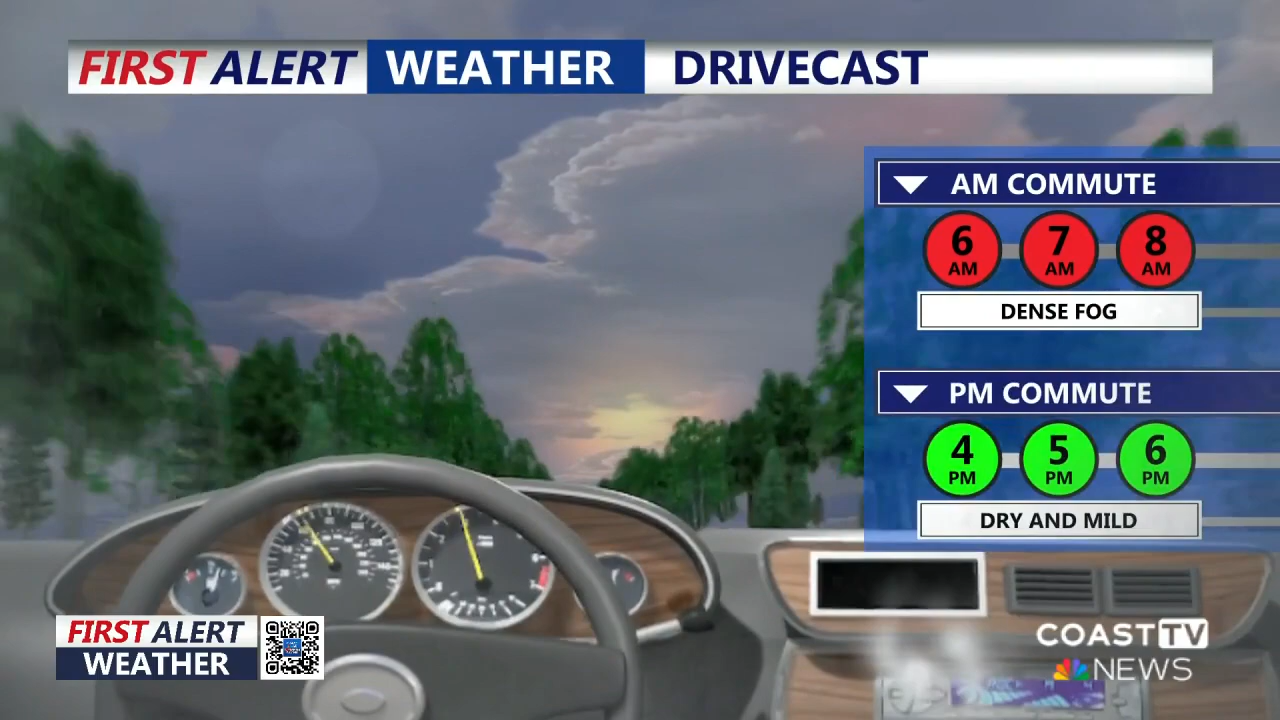 FIRST ALERT WEATHER DRIVECAST
AM COMMUTE
6 AM 7 AM 8 AM
DENSE FOG
PM COMMUTE
4 PM 5 PM 6 PM
DRY AND MILD
FIRST ALERT
WEATHER
COAST TV
NEWS